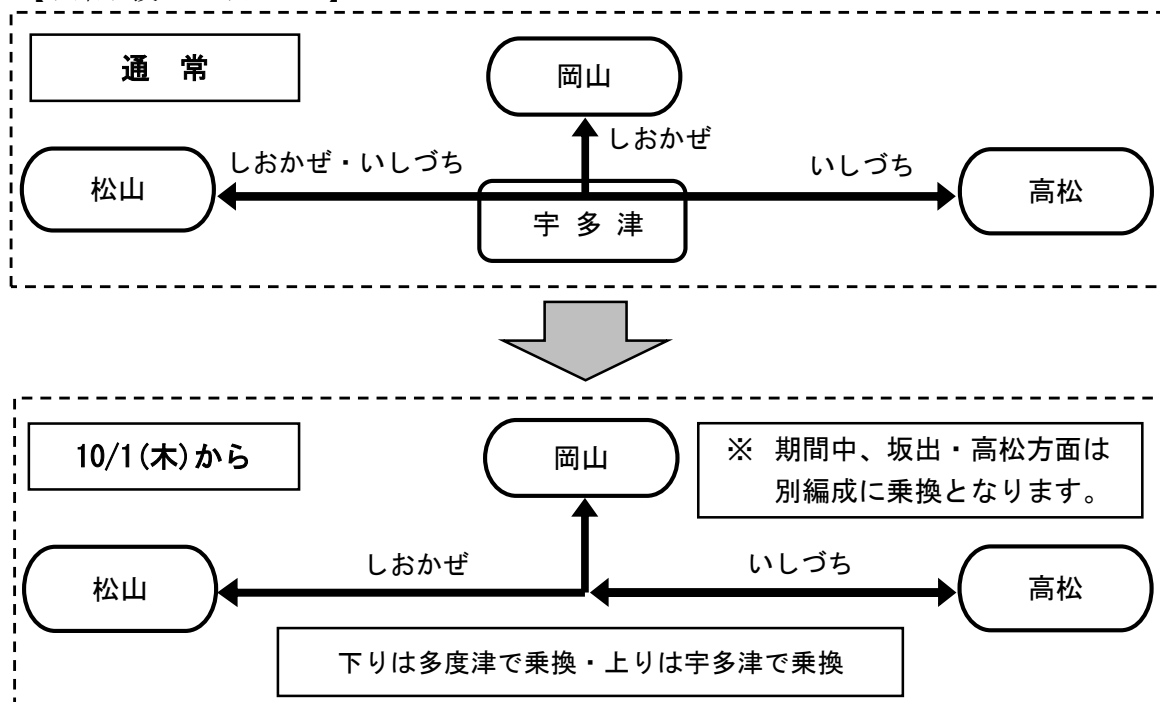 通 常
岡山
しおかぜ
しおかぜ・いしづち
いしづち
松山
高松
宇 多 津
10/1(木)から
岡山
※ 期間中、坂出・高松方面は
別編成に乗換となります。
しおかぜ
いしづち
松山
高松
下りは多度津で乗換・上りは宇多津で乗換